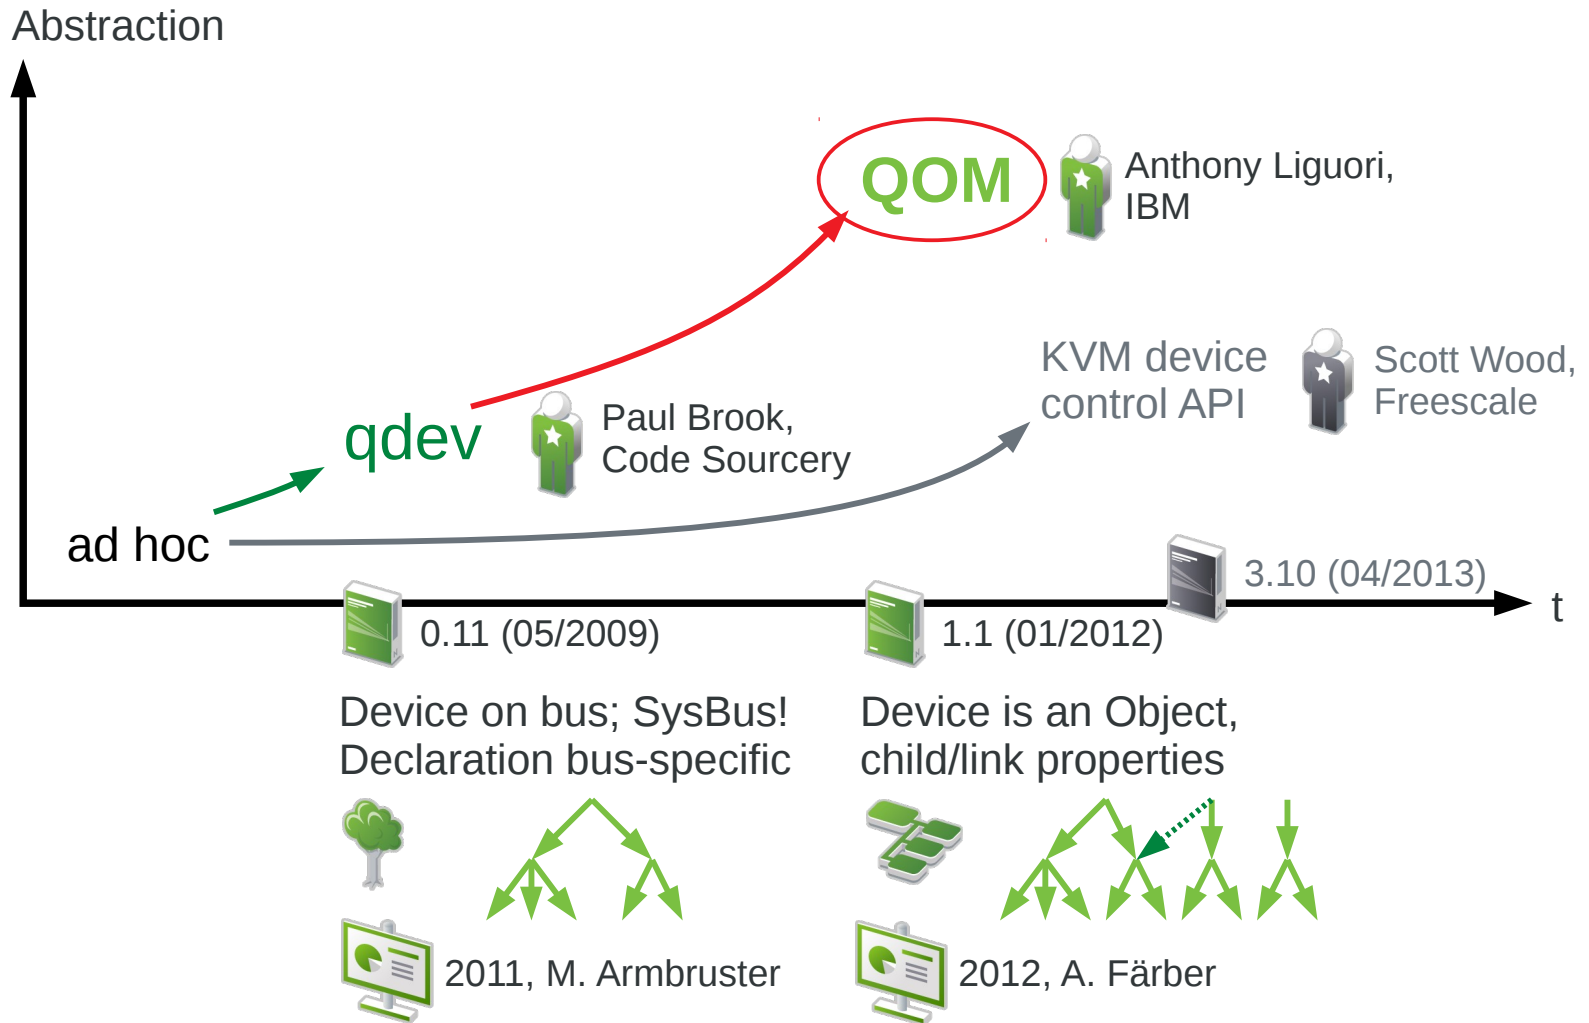 Abstraction
QOM
Anthony Liguori,
IBM
KVM device
control API
Scott Wood,
Freescale
qdev
Paul Brook,
Code Sourcery
ad hoc
3.10 (04/2013)
t
0.11 (05/2009)
1.1 (01/2012)
Device on bus; SysBus!
Declaration bus-specific
Device is an Object,
child/link properties
2011, M. Armbruster
2012, A. Färber